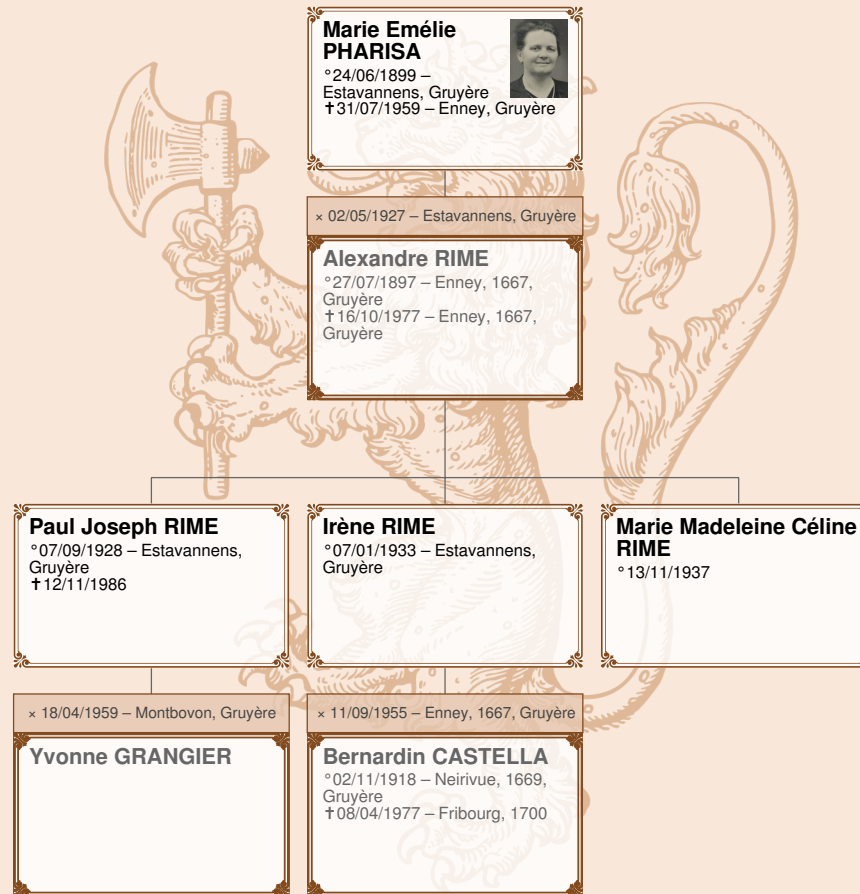 Marie Emélie
PHARISA
°24/06/1899 –
Estavannens, Gruyère
✝31/07/1959 – Enney, Gruyère
× 02/05/1927 – Estavannens, Gruyère
Alexandre RIME
°27/07/1897 – Enney, 1667,
Gruyère
✝16/10/1977 – Enney, 1667,
Gruyère
Paul Joseph RIME
°07/09/1928 – Estavannens,
Gruyère
✝12/11/1986
Irène RIME
°07/01/1933 – Estavannens,
Gruyère
Marie Madeleine Céline
RIME
°13/11/1937
× 18/04/1959 – Montbovon, Gruyère
Yvonne GRANGIER
× 11/09/1955 – Enney, 1667, Gruyère
Bernardin CASTELLA
°02/11/1918 – Neirivue, 1669,
Gruyère
✝08/04/1977 – Fribourg, 1700